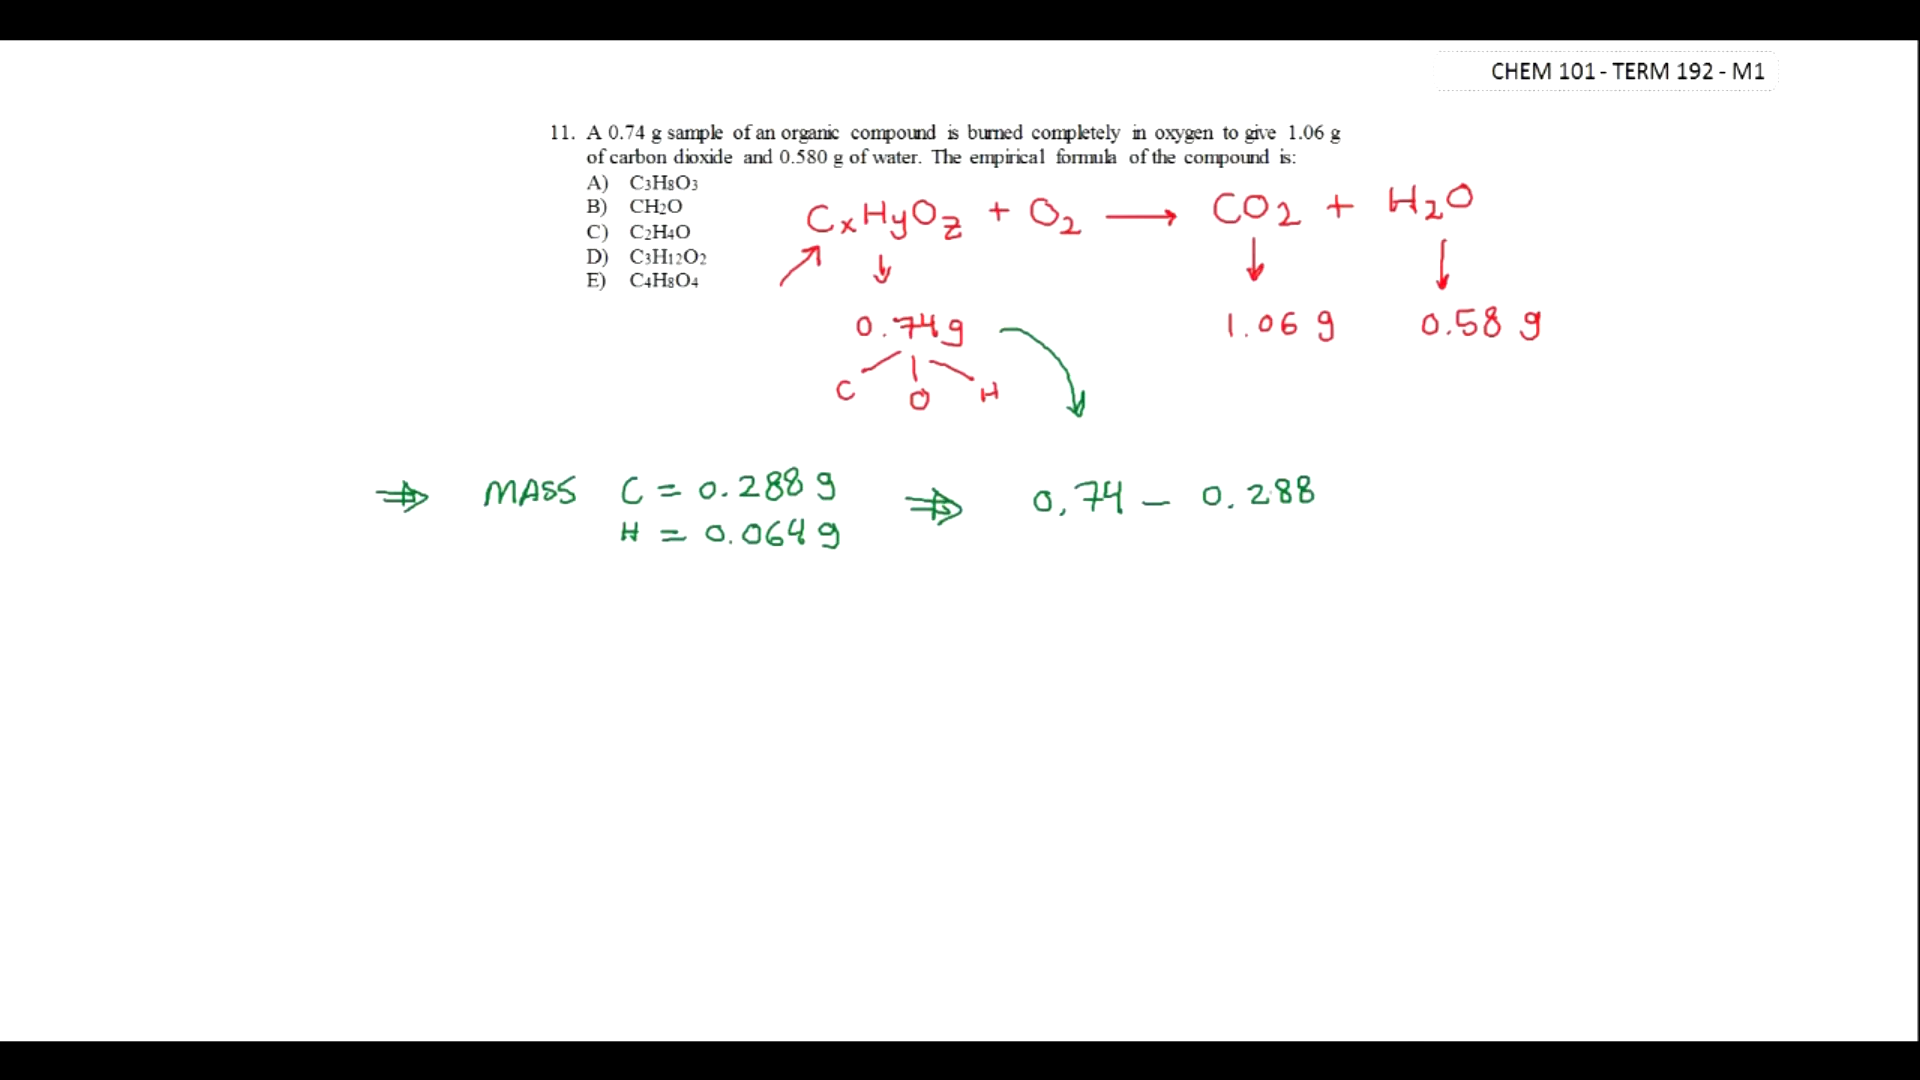 CHEM 101 - TERM 192 - M1
11. A 0.74 g sample of an organic compound is burned completely in oxygen to give 1.06 g
of carbon dioxide and 0.580 g of water. The empirical formula of the compound is:
A) C3H8O3
B) CH2O
C) C2H4O
D) C3H12O2
E) C4H8O4
CxHyOz + O2 → CO2 + H2O
0.74g 1.06 g 0.58 g
C O H
⇒ MASS C = 0.288 g ⇒ 0,74 - 0.288
H = 0.064 g